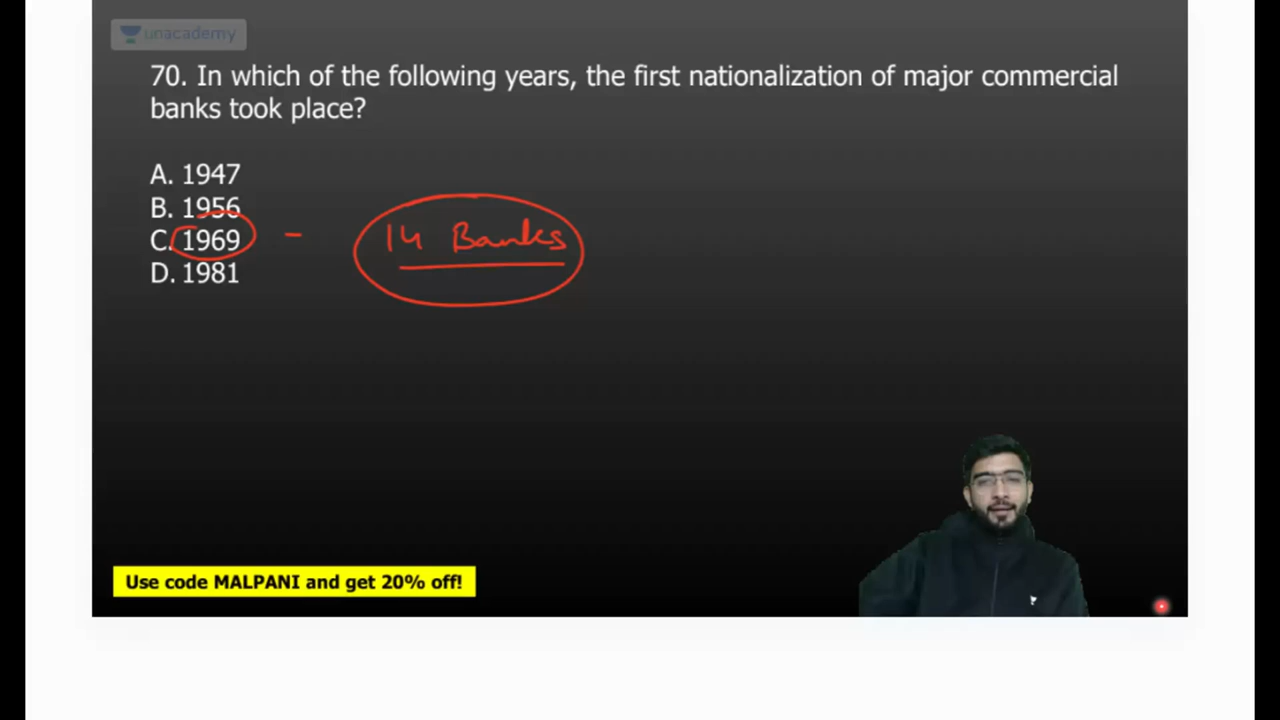 unacademy
70. In which of the following years, the first nationalization of major commercial
banks took place?
A. 1947
B. 1956
C. 1969 - 14 Banks
D. 1981
Use code MALPANI and get 20% off!